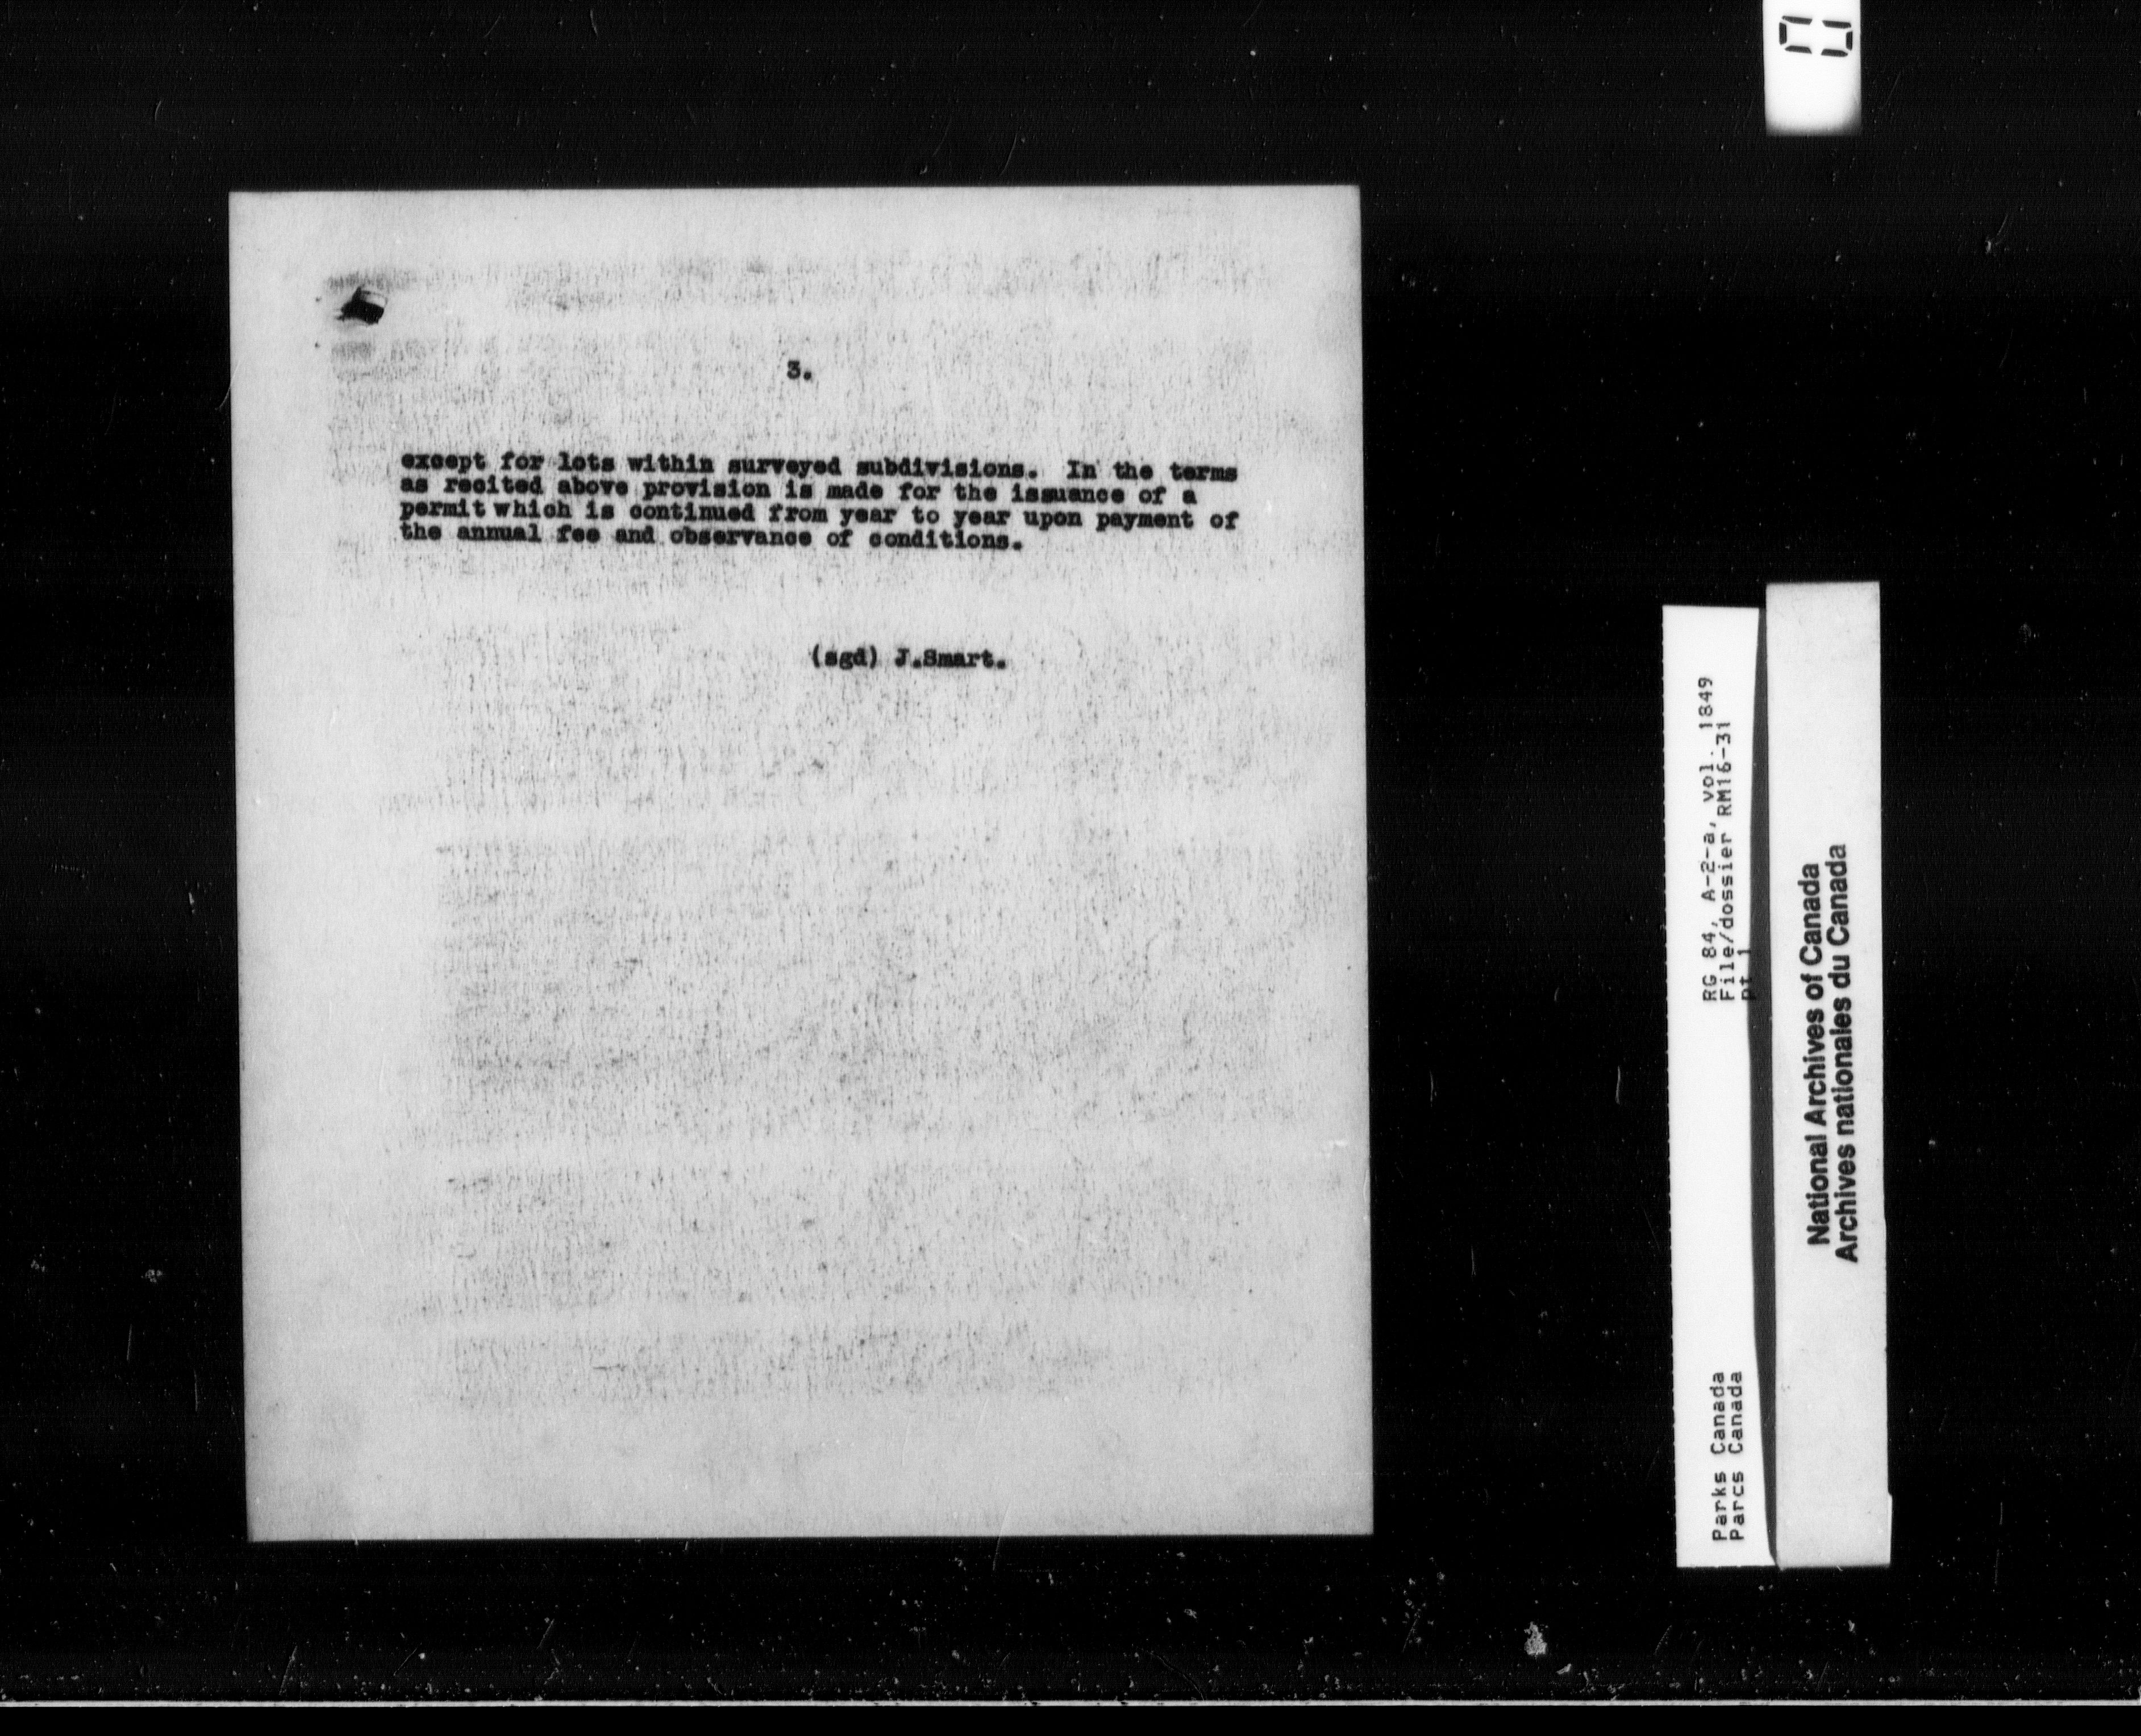 3.
except for lots within surveyed subdivisions. In the terms
as recited above provision is made for the issuance of a
permit which is continued from year to year upon payment of
the annual fee and observance of conditions.
(sgd) J.Smart.
RG 84, A-2-a, vol. 1849
File/dossier RM16-31
pt 1
Parks Canada
Parcs Canada
National Archives of Canada
Archives nationales du Canada